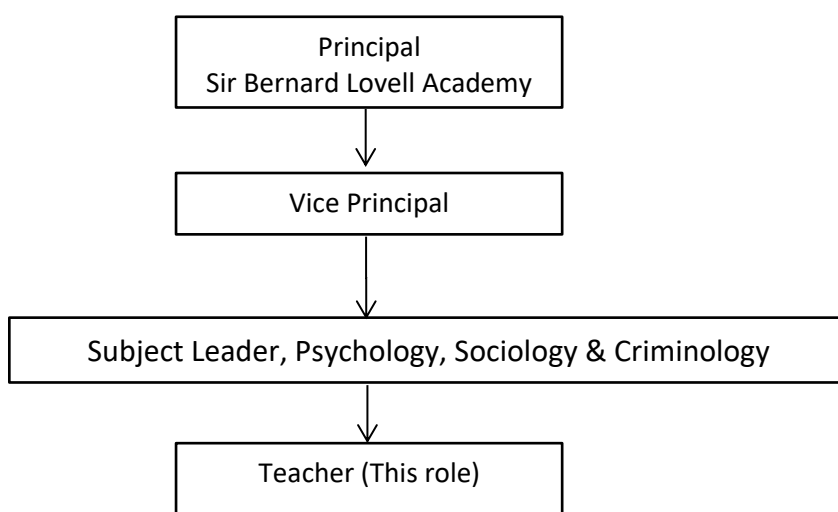 Principal
Sir Bernard Lovell Academy
Vice Principal
Subject Leader, Psychology, Sociology & Criminology
Teacher (This role)